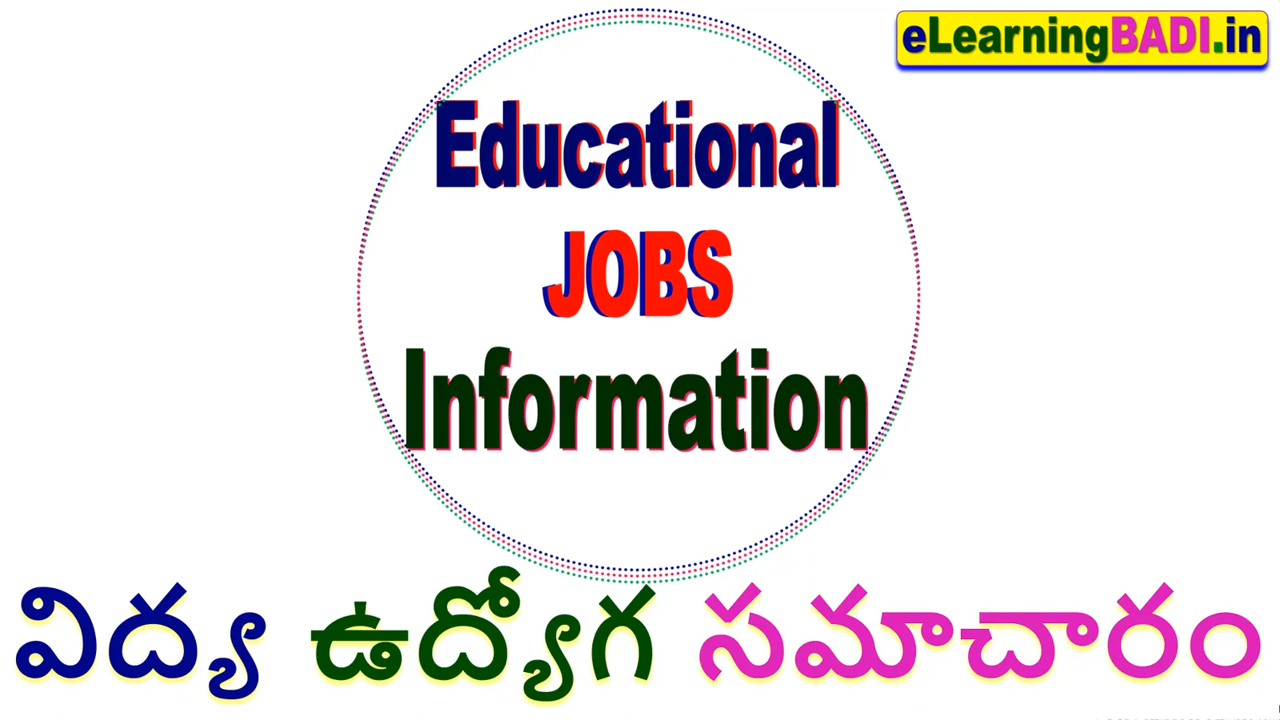 eLearningBADI.in
Educational
JOBS
Information
విద్య ఉద్యోగ సమాచారం